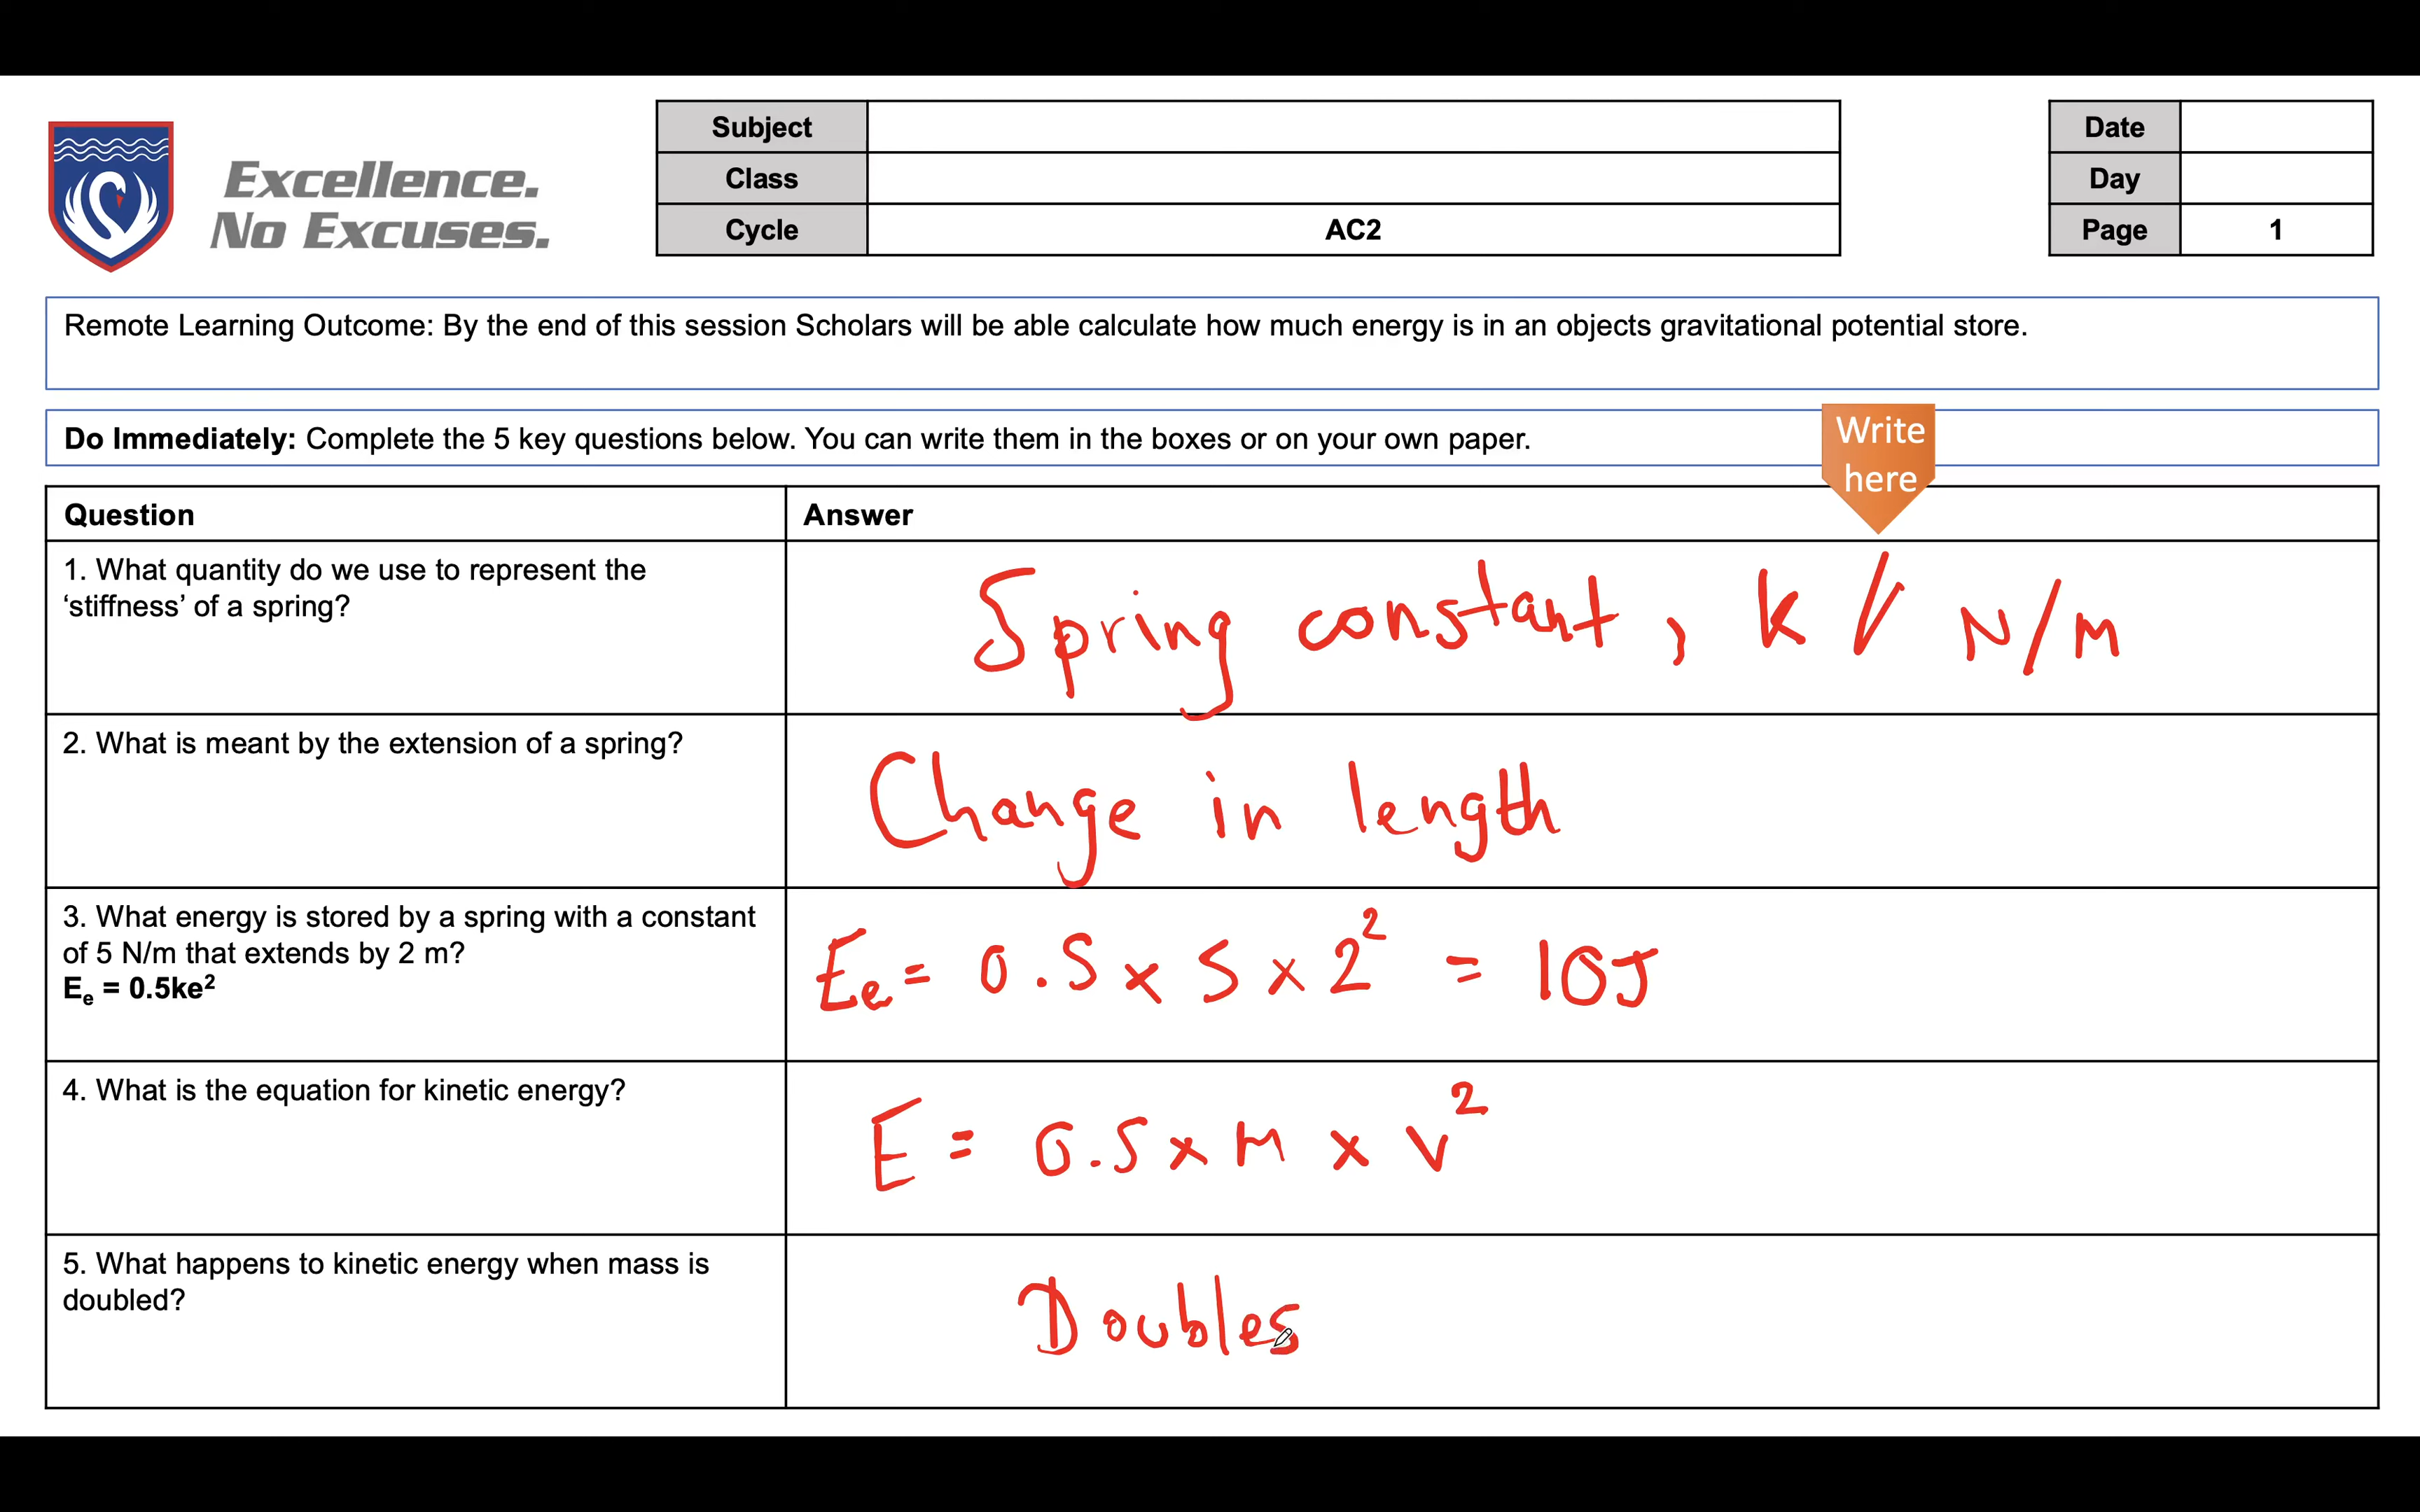 Excellence.
No Excuses.
Subject
Class
Cycle AC2
Date
Day
Page 1
Remote Learning Outcome: By the end of this session Scholars will be able calculate how much energy is in an objects gravitational potential store.
Do Immediately: Complete the 5 key questions below. You can write them in the boxes or on your own paper.
Write
here
Question Answer
1. What quantity do we use to represent the
‘stiffness’ of a spring?
Spring constant, k / N/m
2. What is meant by the extension of a spring?
Change in length
3. What energy is stored by a spring with a constant
of 5 N/m that extends by 2 m?
Eₑ = 0.5ke²
Eₑ = 0.5 × 5 × 2² = 10J
4. What is the equation for kinetic energy?
E = 0.5 × m × v²
5. What happens to kinetic energy when mass is
doubled?
Doubles